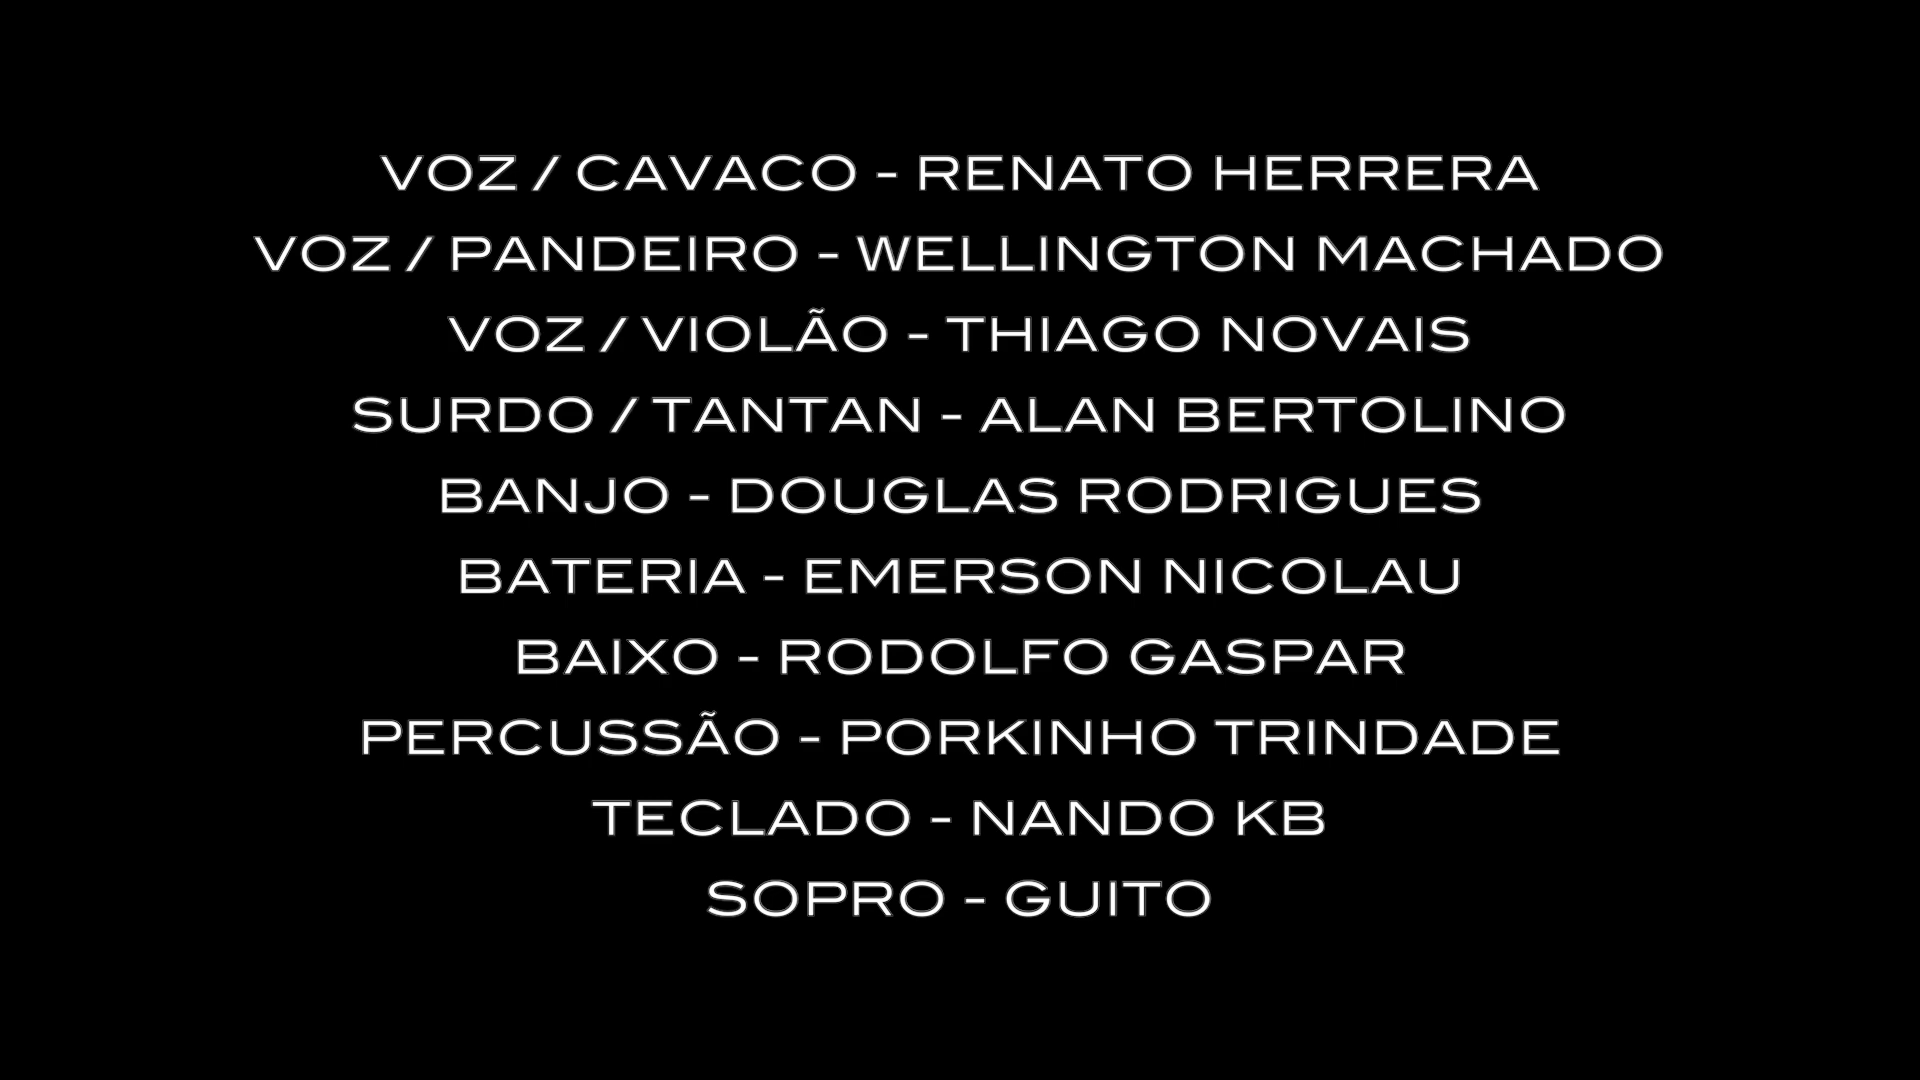 VOZ / CAVACO - RENATO HERRERA
VOZ / PANDEIRO - WELLINGTON MACHADO
VOZ / VIOLÃO - THIAGO NOVAIS
SURDO / TANTAN - ALAN BERTOLINO
BANJO - DOUGLAS RODRIGUES
BATERIA - EMERSON NICOLAU
BAIXO - RODOLFO GASPAR
PERCUSSÃO - PORKINHO TRINDADE
TECLADO - NANDO KB
SOPRO - GUITO